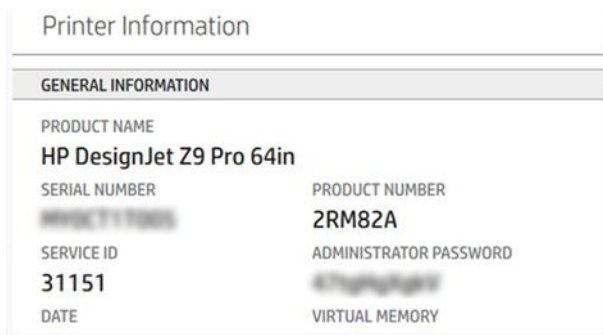 Printer Information
GENERAL INFORMATION
PRODUCT NAME
HP DesignJet Z9 Pro 64in
SERIAL NUMBER PRODUCT NUMBER
2RM82A
SERVICE ID ADMINISTRATOR PASSWORD
31151
DATE VIRTUAL MEMORY